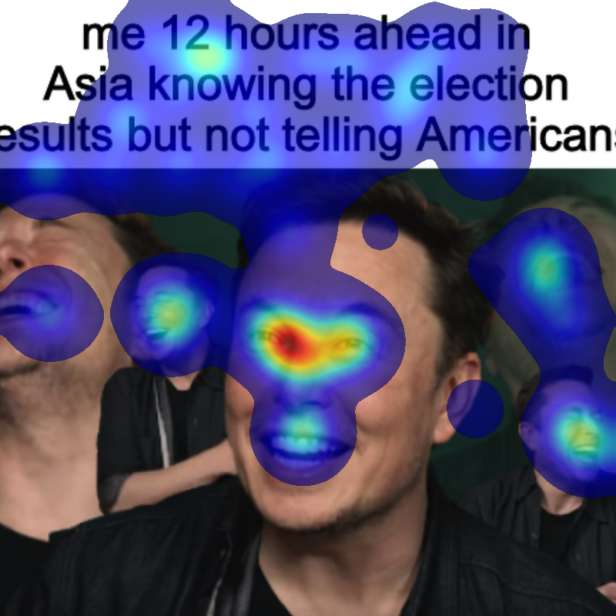 me 12 hours ahead in
Asia knowing the election
esults but not telling Americans